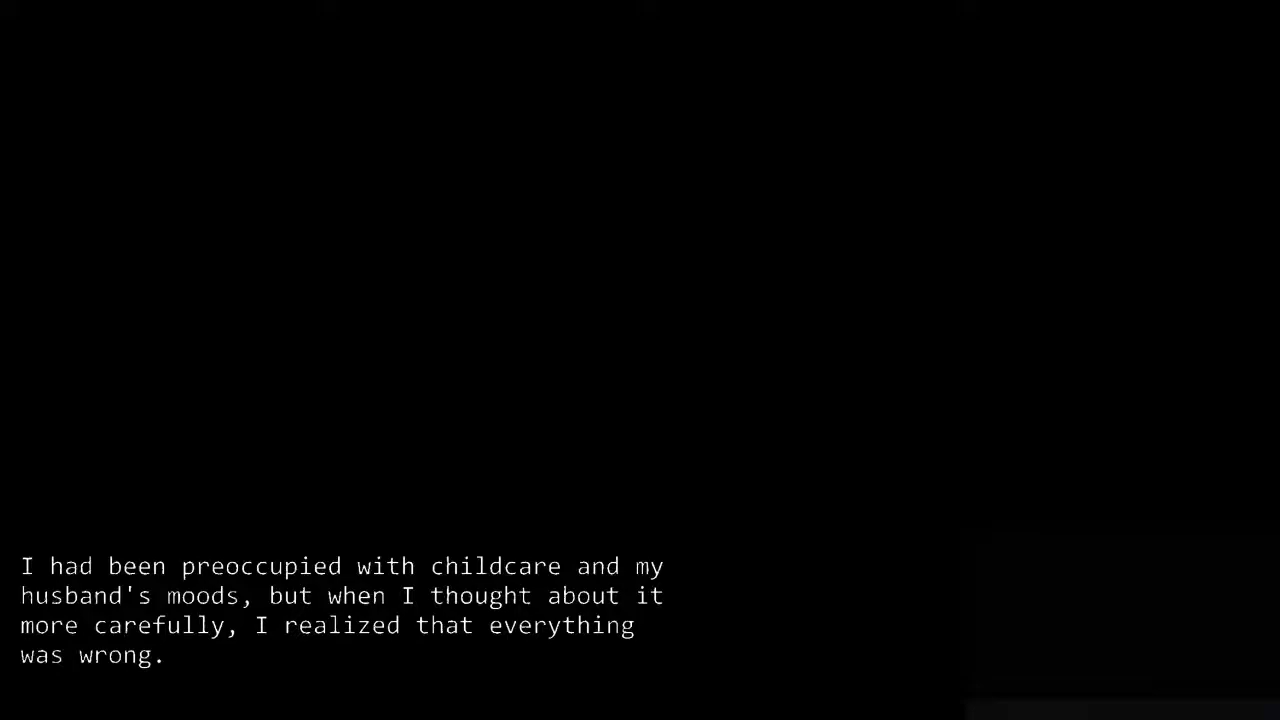 I had been preoccupied with childcare and my
husband's moods, but when I thought about it
more carefully, I realized that everything
was wrong.